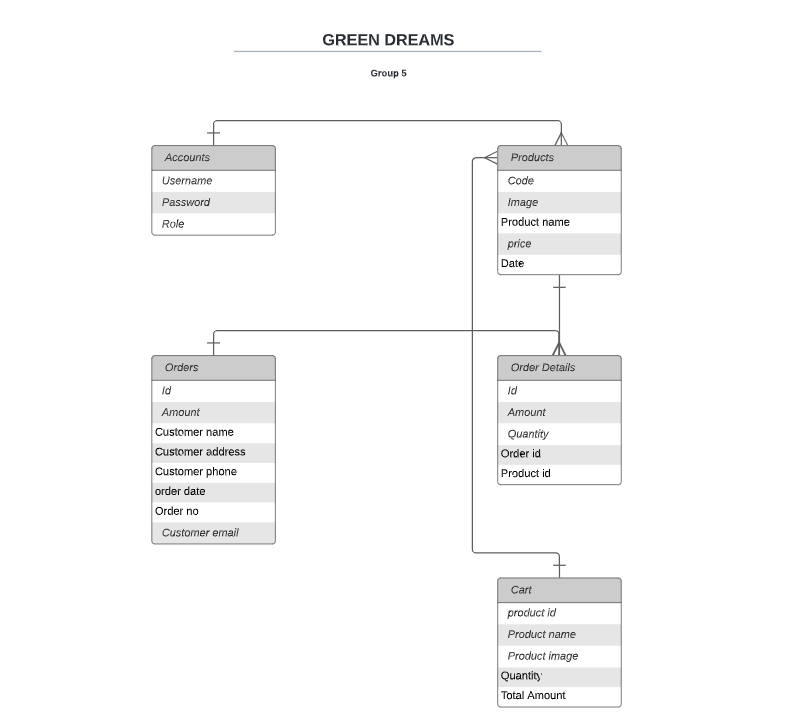 GREEN DREAMS
Group 5
Accounts
Username
Password
Role
Products
Code
Image
Product name
price
Date
Orders
Id
Amount
Customer name
Customer address
Customer phone
order date
Order no
Customer email
Order Details
Id
Amount
Quantity
Order id
Product id
Cart
product id
Product name
Product image
Quantity
Total Amount